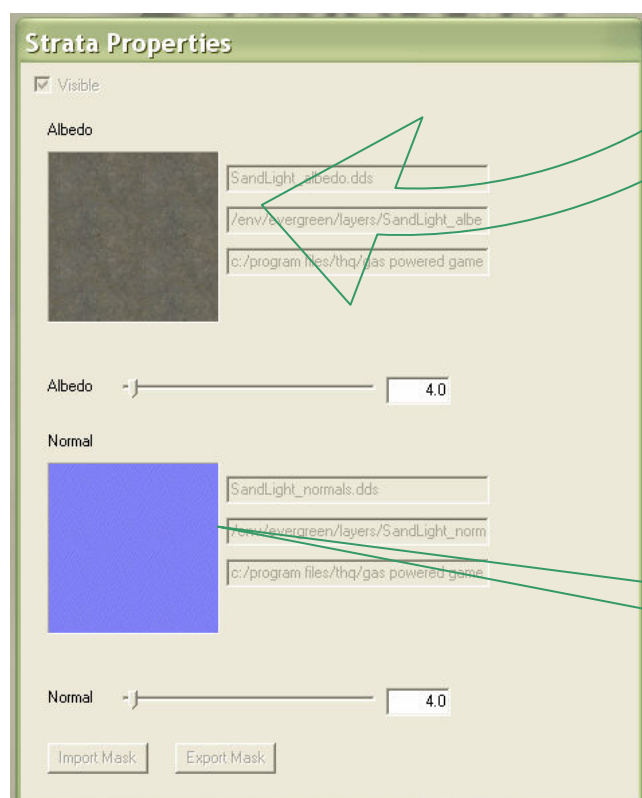 Strata Properties
Visible
Albedo
SandLight_albedo.dds
/env/evergreen/layers/SandLight_albe
c:/program files/thq/gas powered game
Albedo 4.0
Normal
SandLight_normals.dds
/env/evergreen/layers/SandLight_norm
c:/program files/thq/gas powered game
Normal 4.0
Import Mask Export Mask